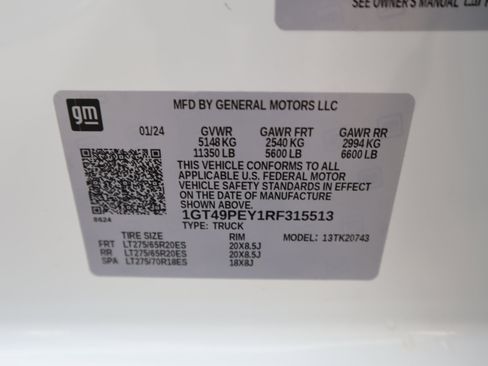 SEE OWNER'S MANUAL
gm
MFD BY GENERAL MOTORS LLC
01/24 GVWR GAWR FRT GAWR RR
5148 KG 2540 KG 2994 KG
11350 LB 5600 LB 6600 LB
THIS VEHICLE CONFORMS TO ALL
APPLICABLE U.S. FEDERAL MOTOR
VEHICLE SAFETY STANDARDS IN EFFECT
ON THE DATE OF MANUFACTURE
SHOWN ABOVE.
1GT49PEY1RF315513
8624 TYPE: TRUCK
TIRE SIZE RIM MODEL: 13TK20743
FRT LT275/65R20ES 20X8.5J
RR LT275/65R20ES 20X8.5J
SPA LT275/70R18ES 18X8J